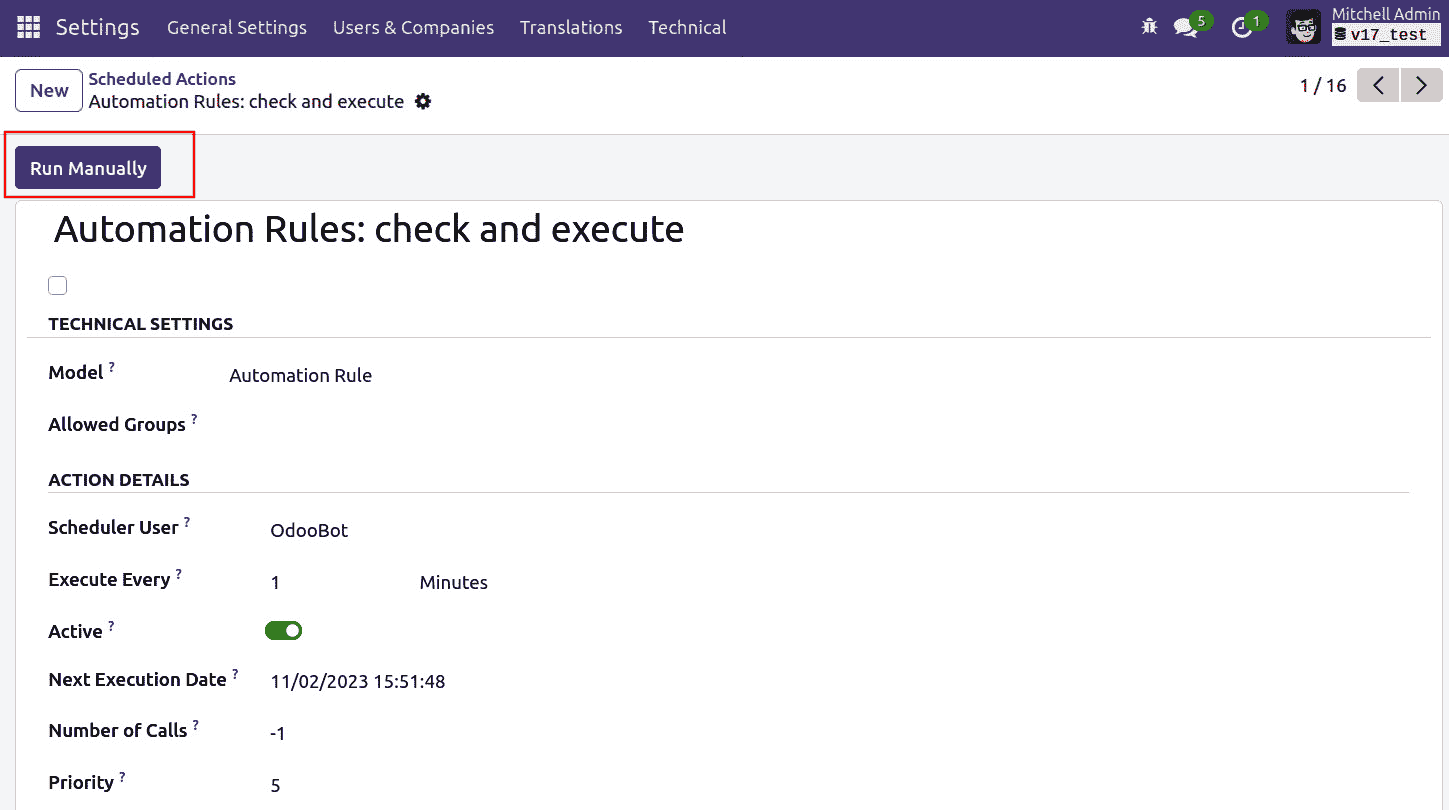 Settings General Settings Users & Companies Translations Technical 5 1 Mitchell Admin
v17_test
New Scheduled Actions
Automation Rules: check and execute
1 / 16
Run Manually
Automation Rules: check and execute
TECHNICAL SETTINGS
Model ? Automation Rule
Allowed Groups ?
ACTION DETAILS
Scheduler User ? OdooBot
Execute Every ? 1 Minutes
Active ?
Next Execution Date ? 11/02/2023 15:51:48
Number of Calls ? -1
Priority ? 5